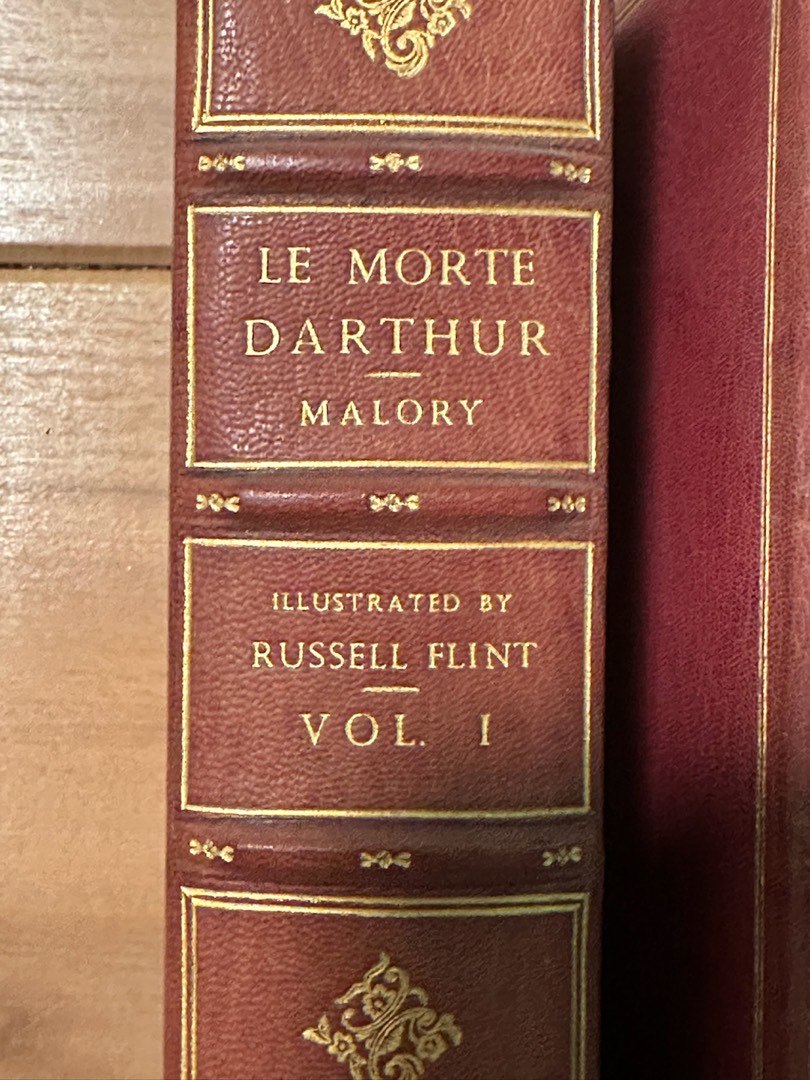 LE MORTE
DARTHUR
MALORY
ILLUSTRATED BY
RUSSELL FLINT
VOL. I